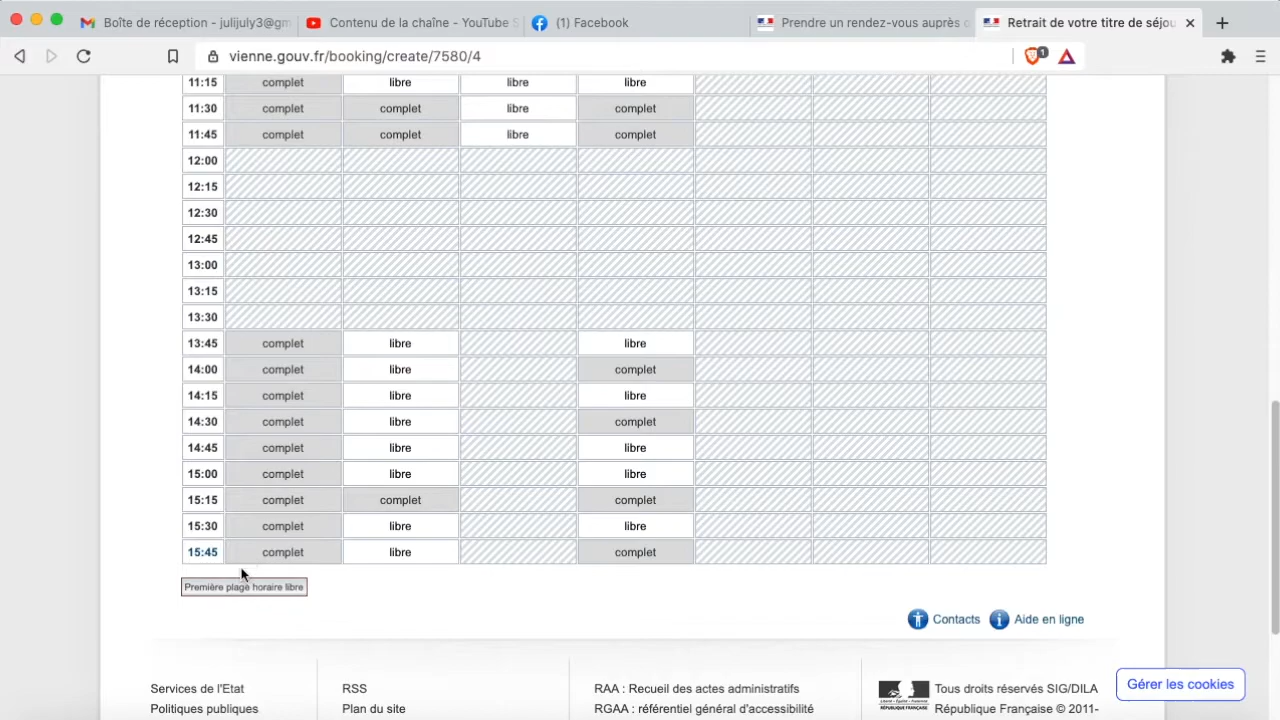 Boîte de réception - julijuly3@gm
Contenu de la chaîne - YouTube S
(1) Facebook
Prendre un rendez-vous auprès
Retrait de votre titre de séjou
vienne.gouv.fr/booking/create/7580/4
1
11:15 complet libre libre libre
11:30 complet complet libre complet
11:45 complet complet libre complet
12:00
12:15
12:30
12:45
13:00
13:15
13:30
13:45 complet libre libre
14:00 complet libre complet
14:15 complet libre libre
14:30 complet libre complet
14:45 complet libre libre
15:00 complet libre libre
15:15 complet complet complet
15:30 complet libre libre
15:45 complet libre complet
Première plage horaire libre
Contacts Aide en ligne
Services de l'Etat RSS RAA : Recueil des actes administratifs Tous droits réservés SIG/DILA
Politiques publiques Plan du site RGAA : référentiel général d'accessibilité République Française © 2011-
RÉPUBLIQUE FRANÇAISE
Gérer les cookies